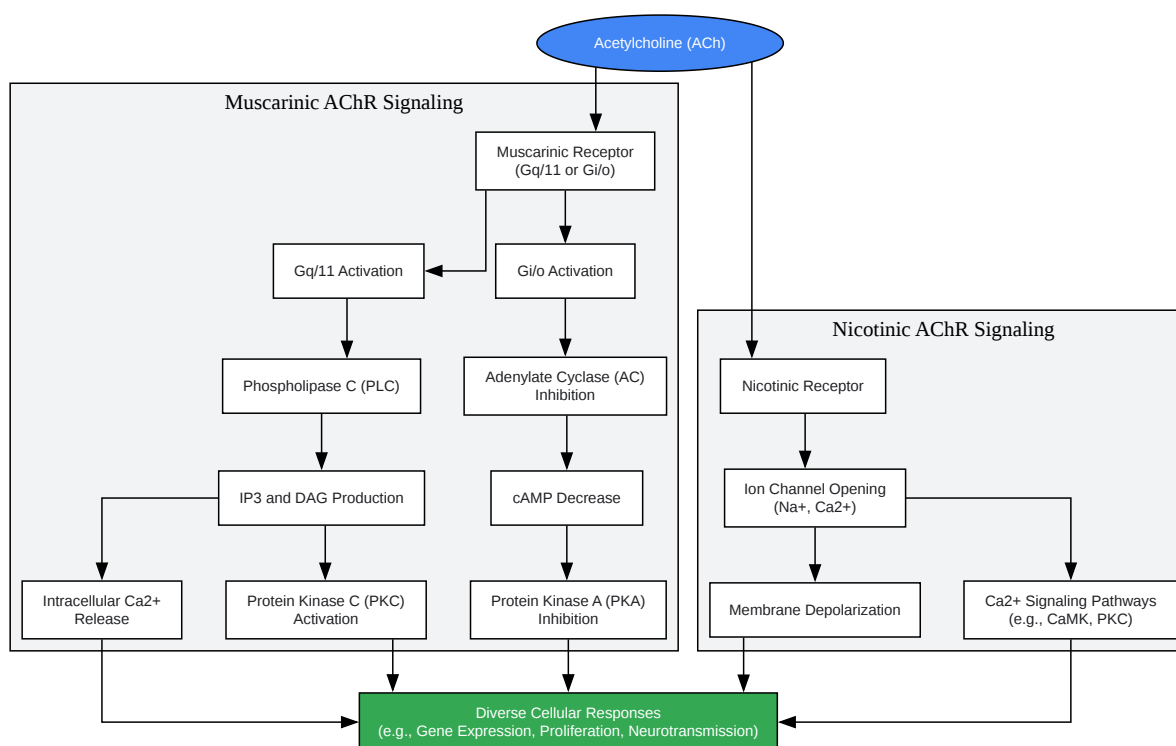 Acetylcholine (ACh)
Muscarinic AChR Signaling
Muscarinic Receptor
(Gq/11 or Gi/o)
Gq/11 Activation
Gi/o Activation
Nicotinic AChR Signaling
Phospholipase C (PLC)
Adenylate Cyclase (AC)
Inhibition
Nicotinic Receptor
IP3 and DAG Production
cAMP Decrease
Ion Channel Opening
(Na+, Ca2+)
Intracellular Ca2+
Release
Protein Kinase C (PKC)
Activation
Protein Kinase A (PKA)
Inhibition
Membrane Depolarization
Ca2+ Signaling Pathways
(e.g., CaMK, PKC)
Diverse Cellular Responses
(e.g., Gene Expression, Proliferation, Neurotransmission)